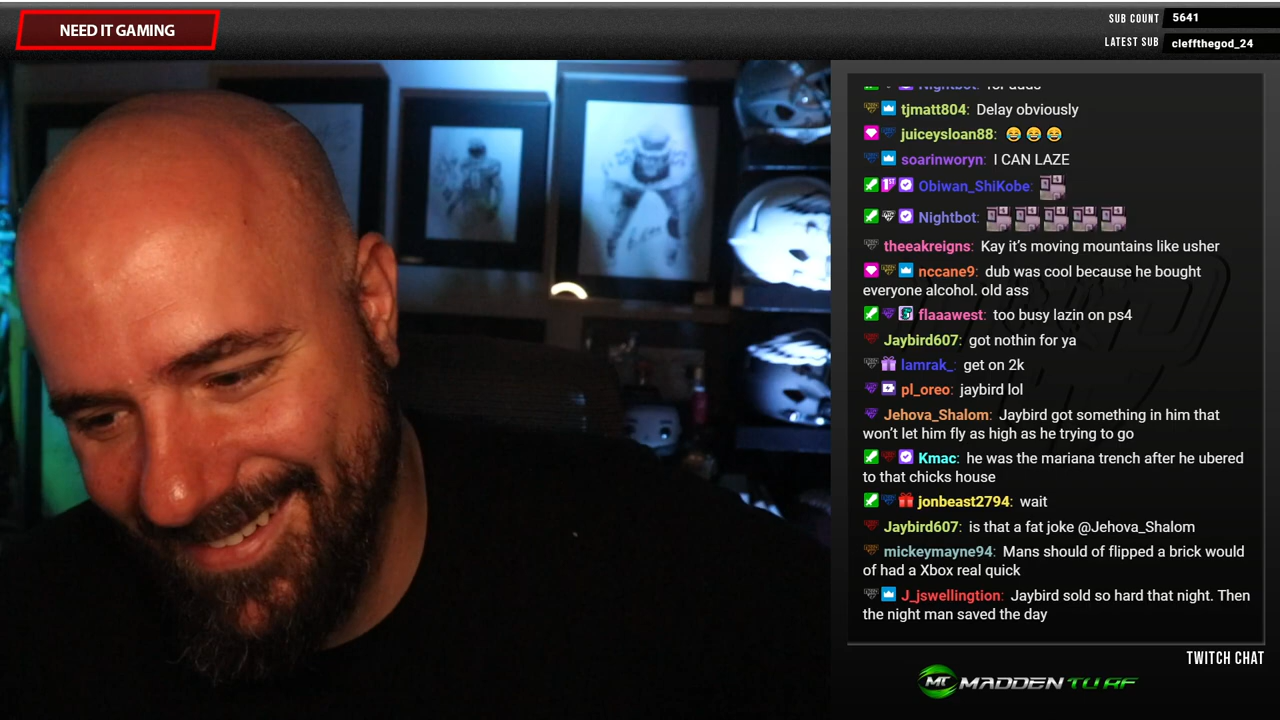 NEED IT GAMING
SUB COUNT 5641
LATEST SUB cleffthegod_24
Nightbot: for dads
tjmatt804: Delay obviously
juiceysloan88: 😂 😂 😂
soarinworyn: I CAN LAZE
Obiwan_ShiKobe:
Nightbot:
theeakreigns: Kay it’s moving mountains like usher
nccane9: dub was cool because he bought
everyone alcohol. old ass
flaaawest: too busy lazin on ps4
Jaybird607: got nothin for ya
lamrak_: get on 2k
pl_oreo: jaybird lol
Jehova_Shalom: Jaybird got something in him that
won’t let him fly as high as he trying to go
Kmac: he was the mariana trench after he ubered
to that chicks house
jonbeast2794: wait
Jaybird607: is that a fat joke @Jehova_Shalom
mickeymayne94: Mans should of flipped a brick would
of had a Xbox real quick
J_jswellingtion: Jaybird sold so hard that night. Then
the night man saved the day
TWITCH CHAT
MT MADDEN TURF